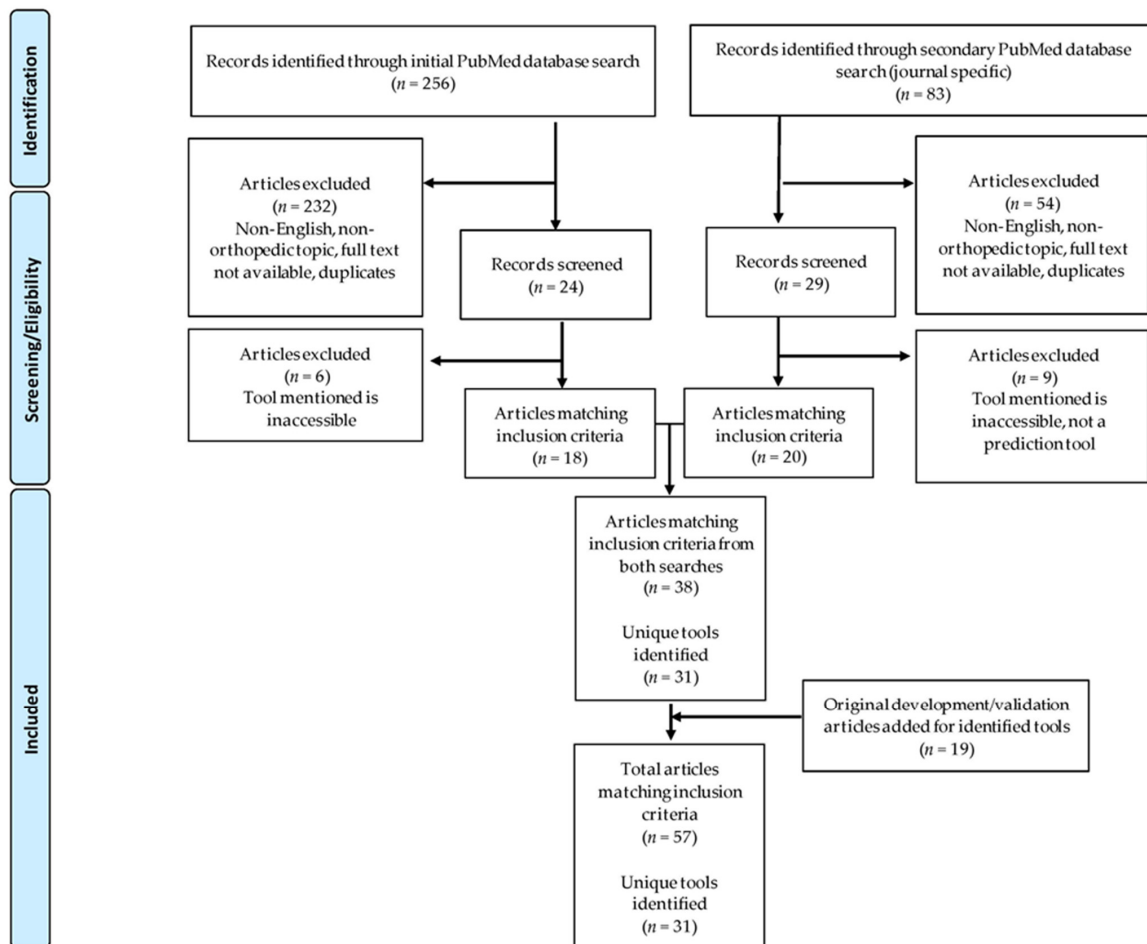 Identification
Records identified through initial PubMed database search
(n = 256)
Records identified through secondary PubMed database
search (journal specific)
(n = 83)
Articles excluded
(n = 232)
Non-English, non-
orthopedic topic, full text
not available, duplicates
Articles excluded
(n = 54)
Non-English, non-
orthopedic topic, full text
not available, duplicates
Screening/Eligibility
Records screened
(n = 24)
Records screened
(n = 29)
Articles excluded
(n = 6)
Tool mentioned is
inaccessible
Articles excluded
(n = 9)
Tool mentioned is
inaccessible, not a
prediction tool
Articles matching
inclusion criteria
(n = 18)
Articles matching
inclusion criteria
(n = 20)
Included
Articles matching
inclusion criteria from
both searches
(n = 38)
Unique tools
identified
(n = 31)
Original development/validation
articles added for identified tools
(n = 19)
Total articles
matching inclusion
criteria
(n = 57)
Unique tools
identified
(n = 31)